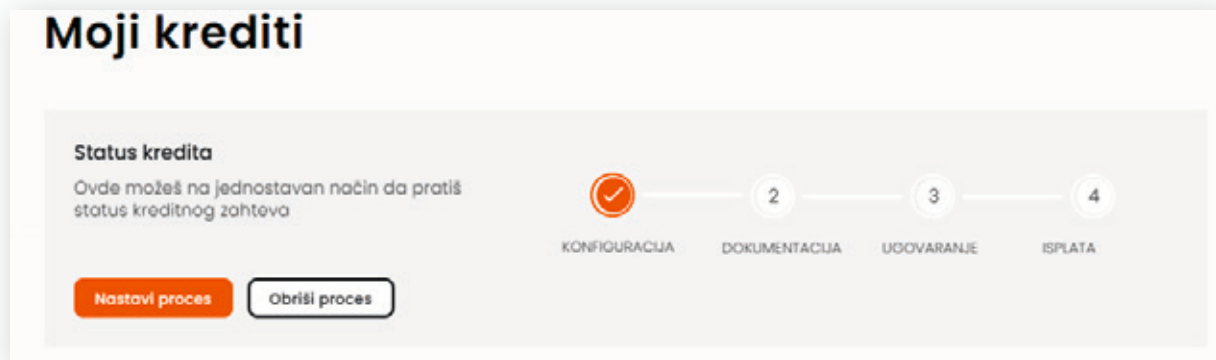 Moji krediti
Status kredita
Ovde možeš na jednostavan način da pratiš
status kreditnog zahteva
2
3
4
KONFIGURACIJA
DOKUMENTACIJA
UGOVARANJE
ISPLATA
Nastavi proces
Obriši proces